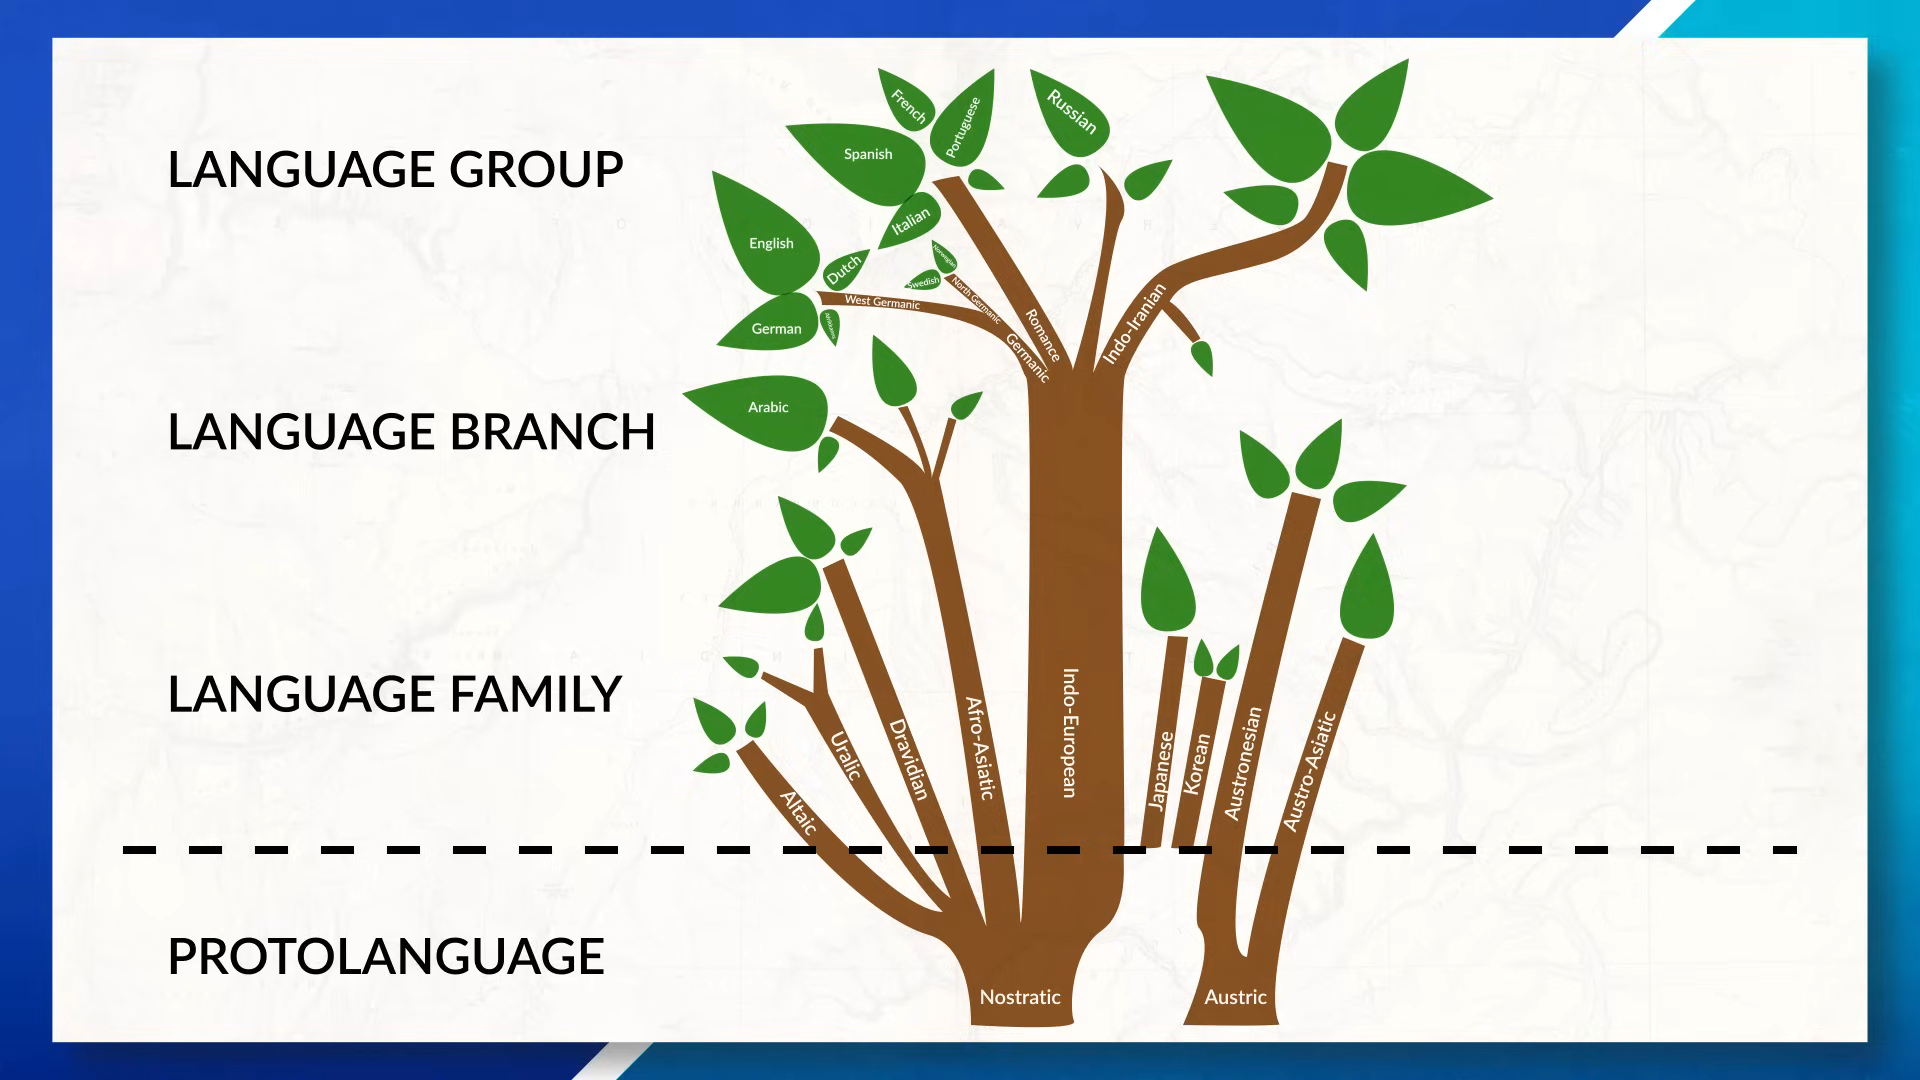 LANGUAGE GROUP
LANGUAGE BRANCH
LANGUAGE FAMILY
PROTOLANGUAGE
French
Portuguese
Russian
Spanish
Italian
English
Dutch
Norwegian
Swedish
North Germanic
West Germanic
German
Afrikaans
Romance
Germanic
Indo-Iranian
Arabic
Altaic
Uralic
Dravidian
Afro-Asiatic
Indo-European
Japanese
Korean
Austronesian
Austro-Asiatic
Nostratic
Austric